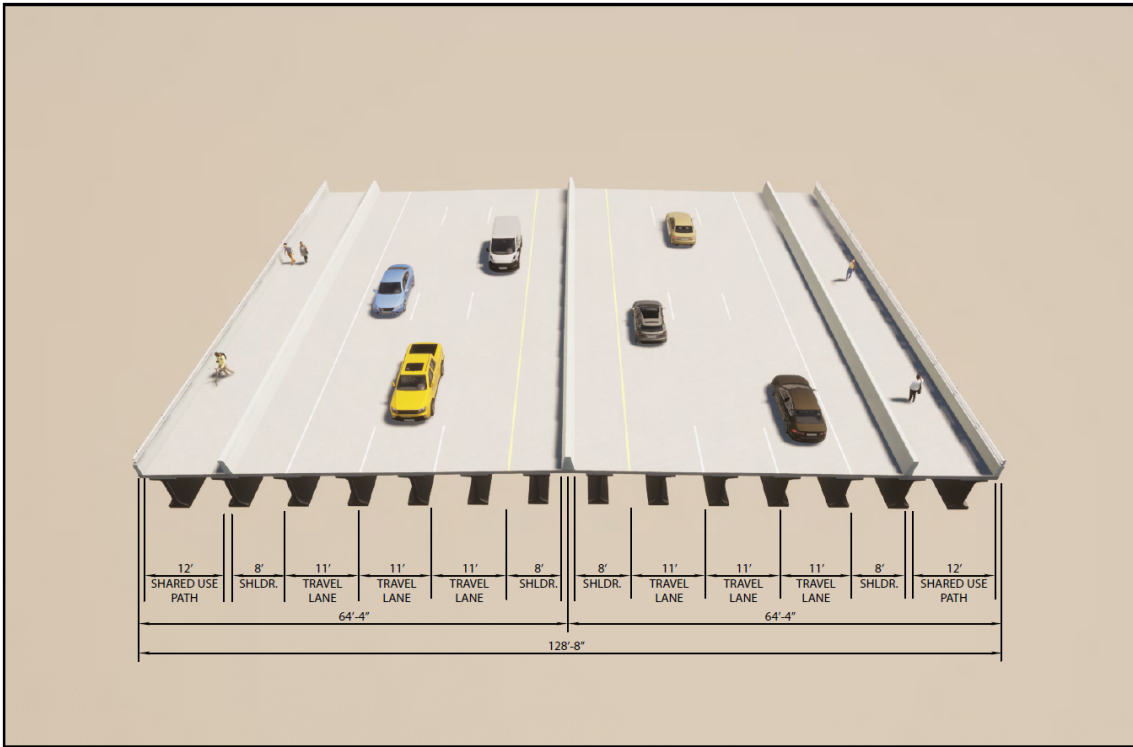 12’ 8’ 11’ 11’ 11’ 8’ 8’ 11’ 11’ 11’ 8’ 12’
SHARED USE SHLDR. TRAVEL TRAVEL TRAVEL SHLDR. SHLDR. TRAVEL TRAVEL TRAVEL SHLDR. SHARED USE
PATH LANE LANE LANE LANE LANE LANE PATH
64’-4” 64’-4”
128’-8”